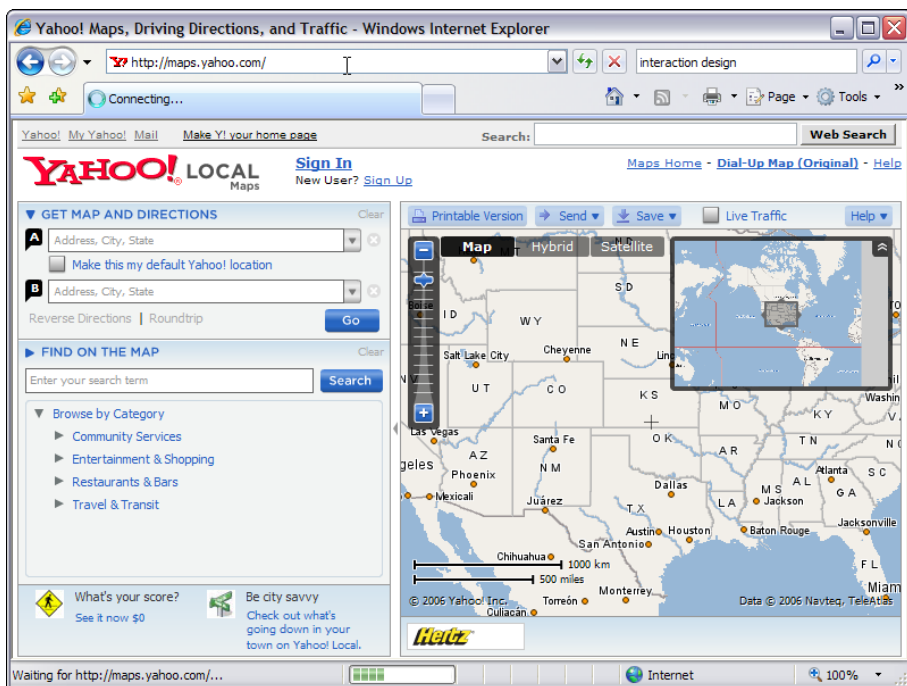 Yahoo! Maps, Driving Directions, and Traffic - Windows Internet Explorer
http://maps.yahoo.com/
interaction design
Connecting...
Page
Tools
»
Yahoo! My Yahoo! Mail Make Y! your home page
Search:
Web Search
YAHOO! LOCAL
Maps
Sign In
New User? Sign Up
Maps Home - Dial-Up Map (Original) - Help
GET MAP AND DIRECTIONS
Clear
A Address, City, State
Make this my default Yahoo! location
B Address, City, State
Reverse Directions | Roundtrip
Go
FIND ON THE MAP
Clear
Enter your search term
Search
Browse by Category
Community Services
Entertainment & Shopping
Restaurants & Bars
Travel & Transit
What's your score?
See it now $0
Be city savvy
Check out what's
going down in your
town on Yahoo! Local.
Printable Version Send Save Live Traffic Help
Map Hybrid Satellite
MT
SD
ID
WY
NE
Cheyenne
Salt Lake City
UT
CO
KS
MO
Washin
KY
Las Vegas
Santa Fe
OK
TN
AZ
NM
AR
geles
Phoenix
Dallas
MS
AL
Atlanta
SC
GA
Mexicali
Juárez
TX
LA
Jackson
Austin
Houston
Baton Rouge
Jacksonville
San Antonio
Chihuahua
1000 km
FL
500 miles
Monterrey
Miam
Torreón
Culiacán
© 2006 Yahoo! Inc.
Data © 2006 Navteq, TeleAtlas
Hertz
Waiting for http://maps.yahoo.com/...
Internet
100%